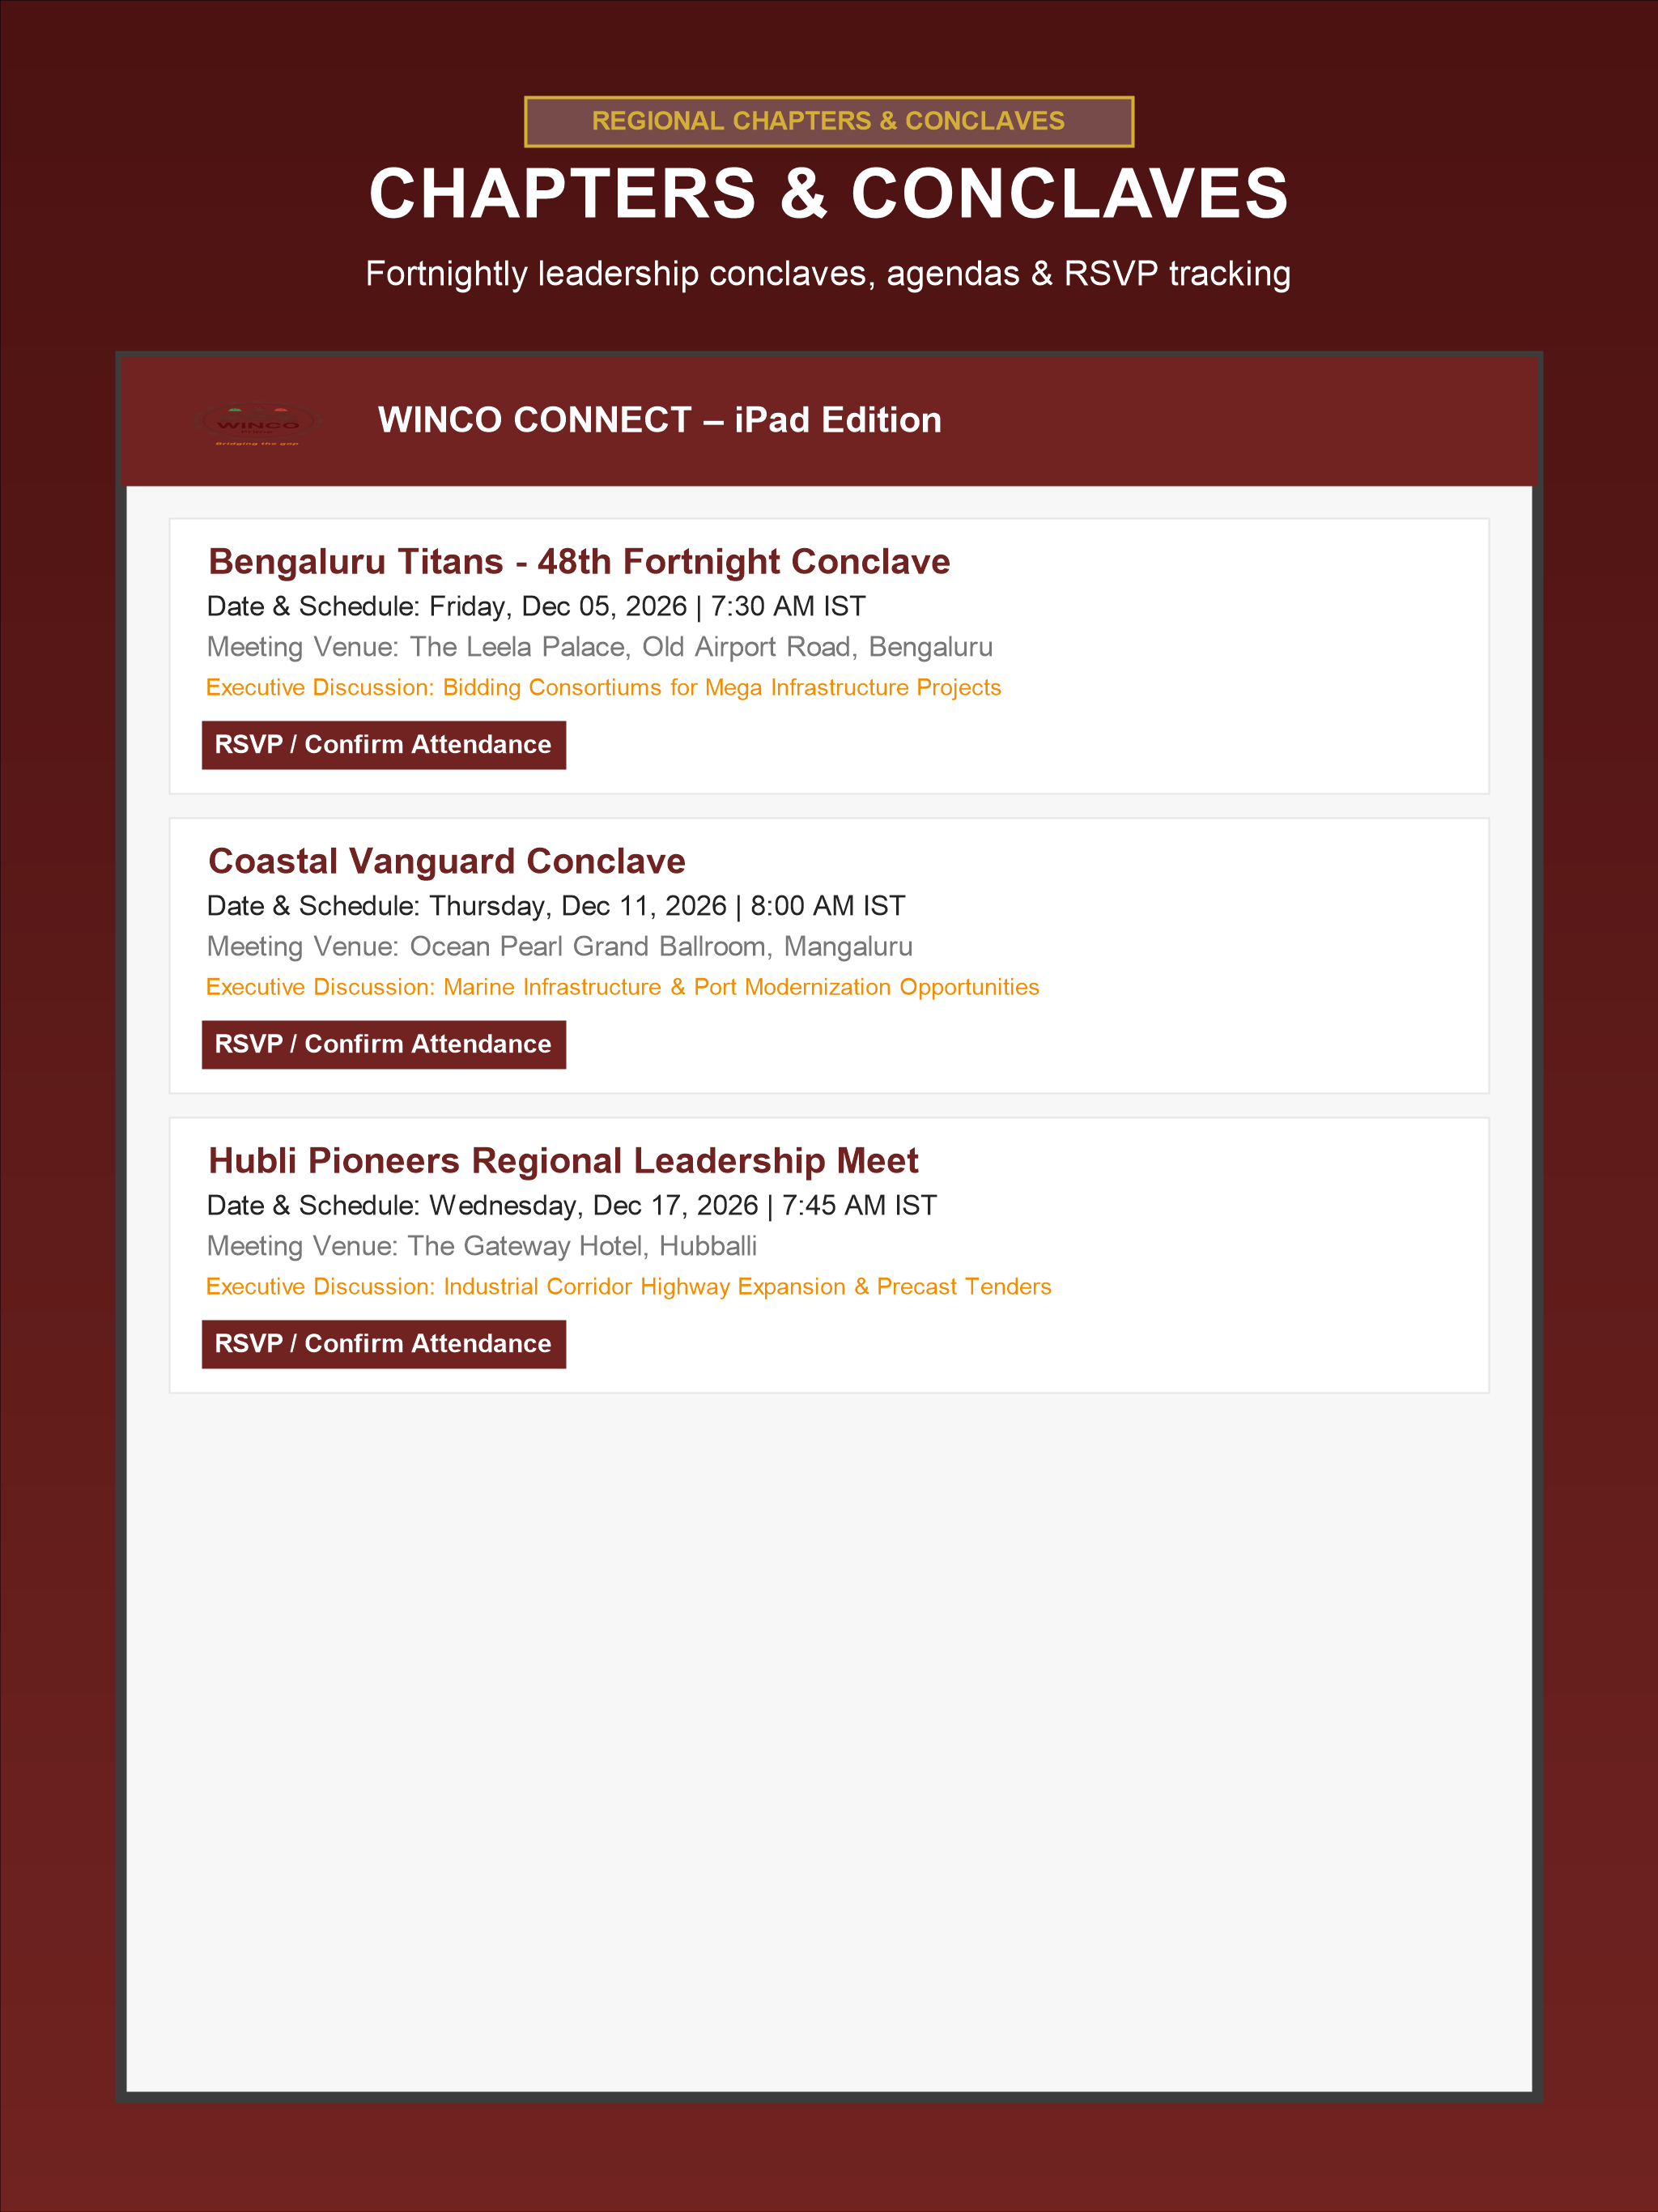 REGIONAL CHAPTERS & CONCLAVES
CHAPTERS & CONCLAVES
Fortnightly leadership conclaves, agendas & RSVP tracking
WINCO
Bridging the gap
WINCO CONNECT – iPad Edition
Bengaluru Titans - 48th Fortnight Conclave
Date & Schedule: Friday, Dec 05, 2026 | 7:30 AM IST
Meeting Venue: The Leela Palace, Old Airport Road, Bengaluru
Executive Discussion: Bidding Consortiums for Mega Infrastructure Projects
RSVP / Confirm Attendance
Coastal Vanguard Conclave
Date & Schedule: Thursday, Dec 11, 2026 | 8:00 AM IST
Meeting Venue: Ocean Pearl Grand Ballroom, Mangaluru
Executive Discussion: Marine Infrastructure & Port Modernization Opportunities
RSVP / Confirm Attendance
Hubli Pioneers Regional Leadership Meet
Date & Schedule: Wednesday, Dec 17, 2026 | 7:45 AM IST
Meeting Venue: The Gateway Hotel, Hubballi
Executive Discussion: Industrial Corridor Highway Expansion & Precast Tenders
RSVP / Confirm Attendance